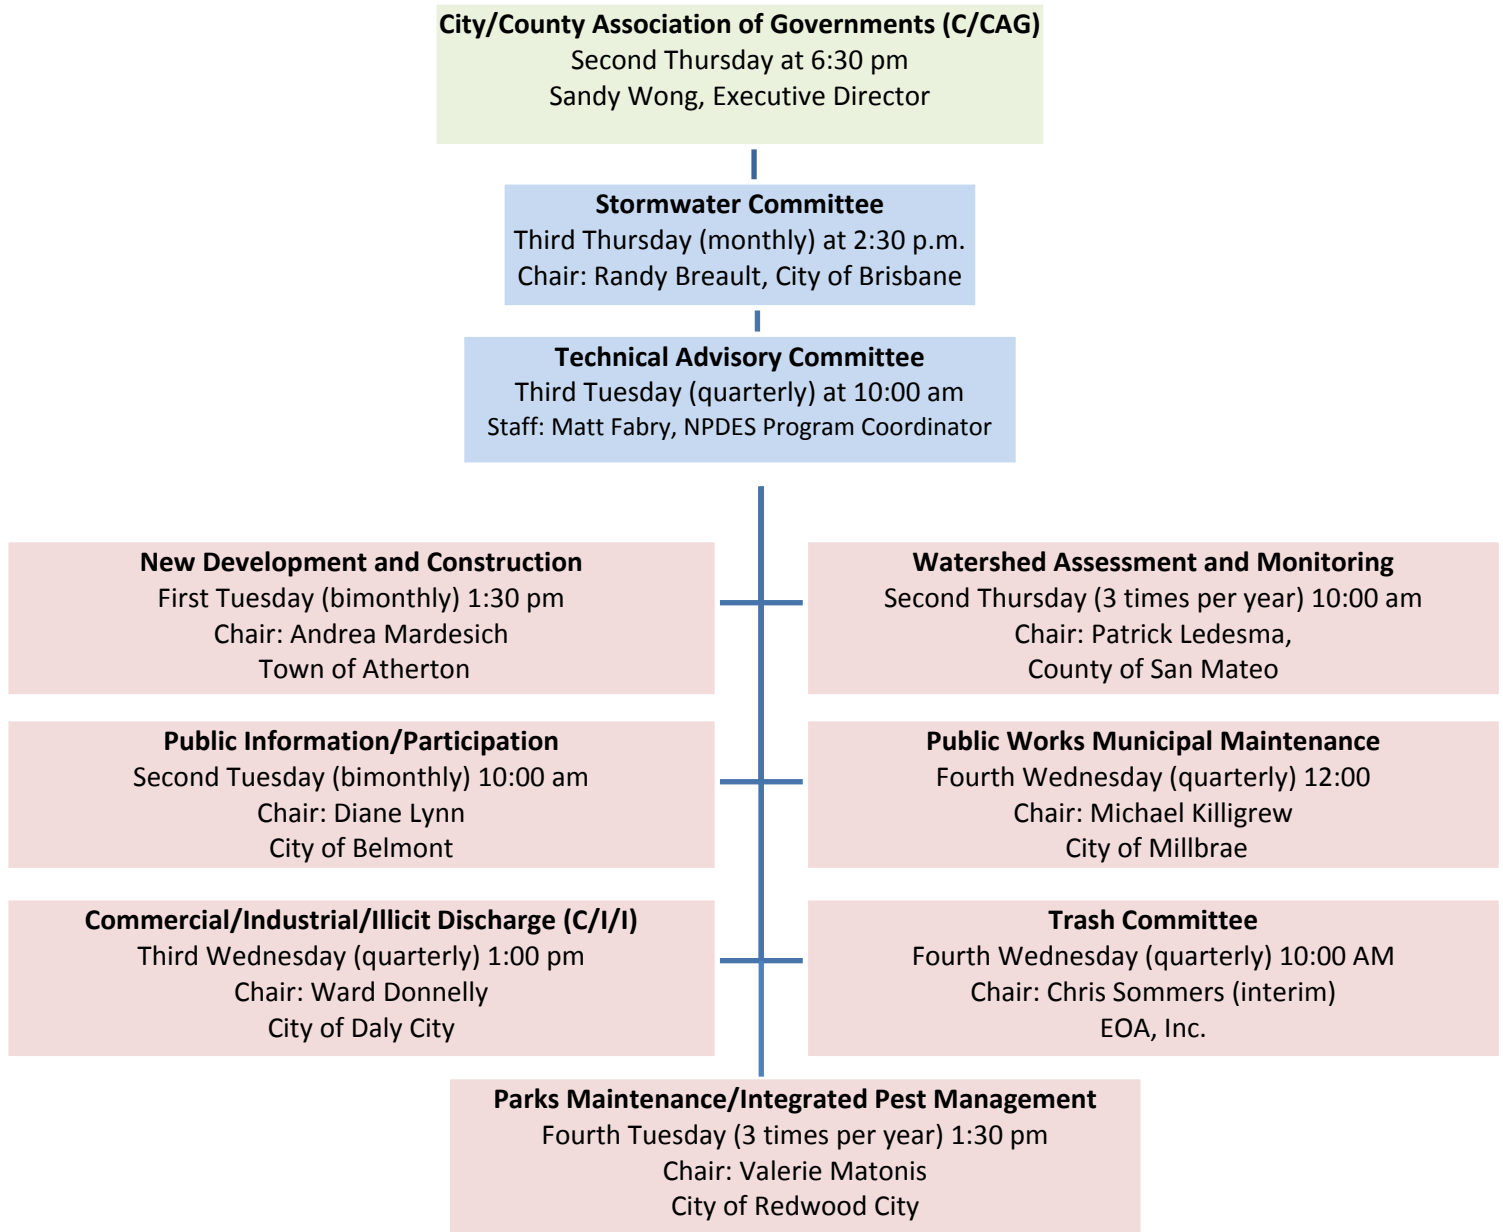 City/County Association of Governments (C/CAG)
Second Thursday at 6:30 pm
Sandy Wong, Executive Director
Stormwater Committee
Third Thursday (monthly) at 2:30 p.m.
Chair: Randy Breault, City of Brisbane
Technical Advisory Committee
Third Tuesday (quarterly) at 10:00 am
Staff: Matt Fabry, NPDES Program Coordinator
New Development and Construction
First Tuesday (bimonthly) 1:30 pm
Chair: Andrea Mardesich
Town of Atherton
Watershed Assessment and Monitoring
Second Thursday (3 times per year) 10:00 am
Chair: Patrick Ledesma,
County of San Mateo
Public Information/Participation
Second Tuesday (bimonthly) 10:00 am
Chair: Diane Lynn
City of Belmont
Public Works Municipal Maintenance
Fourth Wednesday (quarterly) 12:00
Chair: Michael Killigrew
City of Millbrae
Commercial/Industrial/Illicit Discharge (C/I/I)
Third Wednesday (quarterly) 1:00 pm
Chair: Ward Donnelly
City of Daly City
Trash Committee
Fourth Wednesday (quarterly) 10:00 AM
Chair: Chris Sommers (interim)
EOA, Inc.
Parks Maintenance/Integrated Pest Management
Fourth Tuesday (3 times per year) 1:30 pm
Chair: Valerie Matonis
City of Redwood City